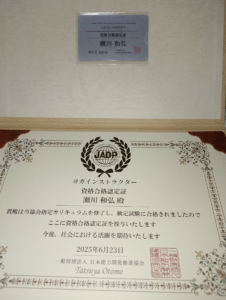 瀬川 和弘
JADP
ヨガインストラクター
資格合格認定証
瀬川 和弘 殿
貴殿は当協会指定カリキュラムを修了し、検定試験に合格されましたので
ここに資格合格認定証を授与いたします
今後、社会における活躍を期待いたします
2025年6月23日
一般財団法人 日本能力開発推進協会
Tatsuya Otomo